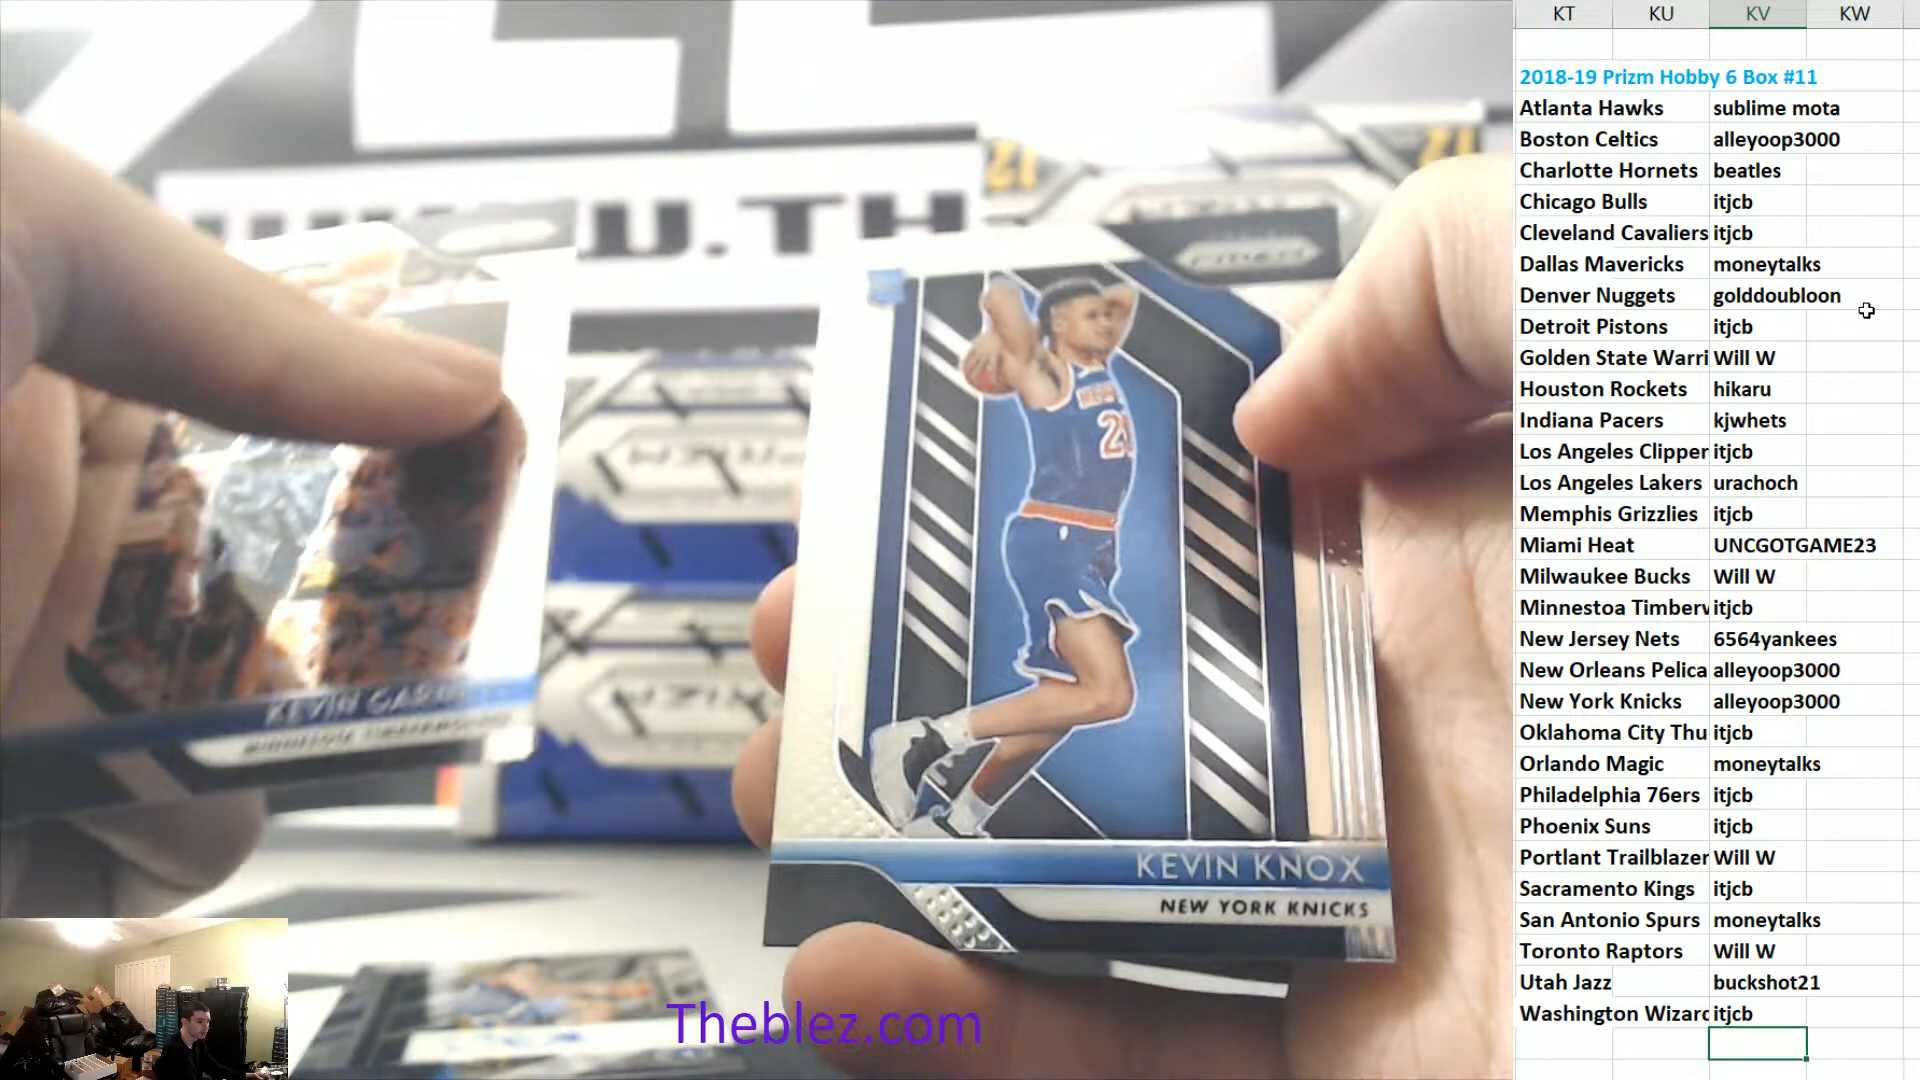 KT KU KV KW
2018-19 Prizm Hobby 6 Box #11
Atlanta Hawks sublime mota
Boston Celtics alleyoop3000
Charlotte Hornets beatles
Chicago Bulls itjcb
Cleveland Cavaliers itjcb
Dallas Mavericks moneytalks
Denver Nuggets golddoubloon
Detroit Pistons itjcb
Golden State Warri Will W
Houston Rockets hikaru
Indiana Pacers kjwhets
Los Angeles Clipper itjcb
Los Angeles Lakers urachoch
Memphis Grizzlies itjcb
Miami Heat UNCGOTGAME23
Milwaukee Bucks Will W
Minnestoa Timberv itjcb
New Jersey Nets 6564yankees
New Orleans Pelica alleyoop3000
New York Knicks alleyoop3000
Oklahoma City Thu itjcb
Orlando Magic moneytalks
Philadelphia 76ers itjcb
Phoenix Suns itjcb
Portlant Trailblazer Will W
Sacramento Kings itjcb
San Antonio Spurs moneytalks
Toronto Raptors Will W
Utah Jazz buckshot21
Washington Wizard itjcb
U.TH
PRIZM
KEVIN KNOX
NEW YORK KNICKS
KEVIN
Theblez.com